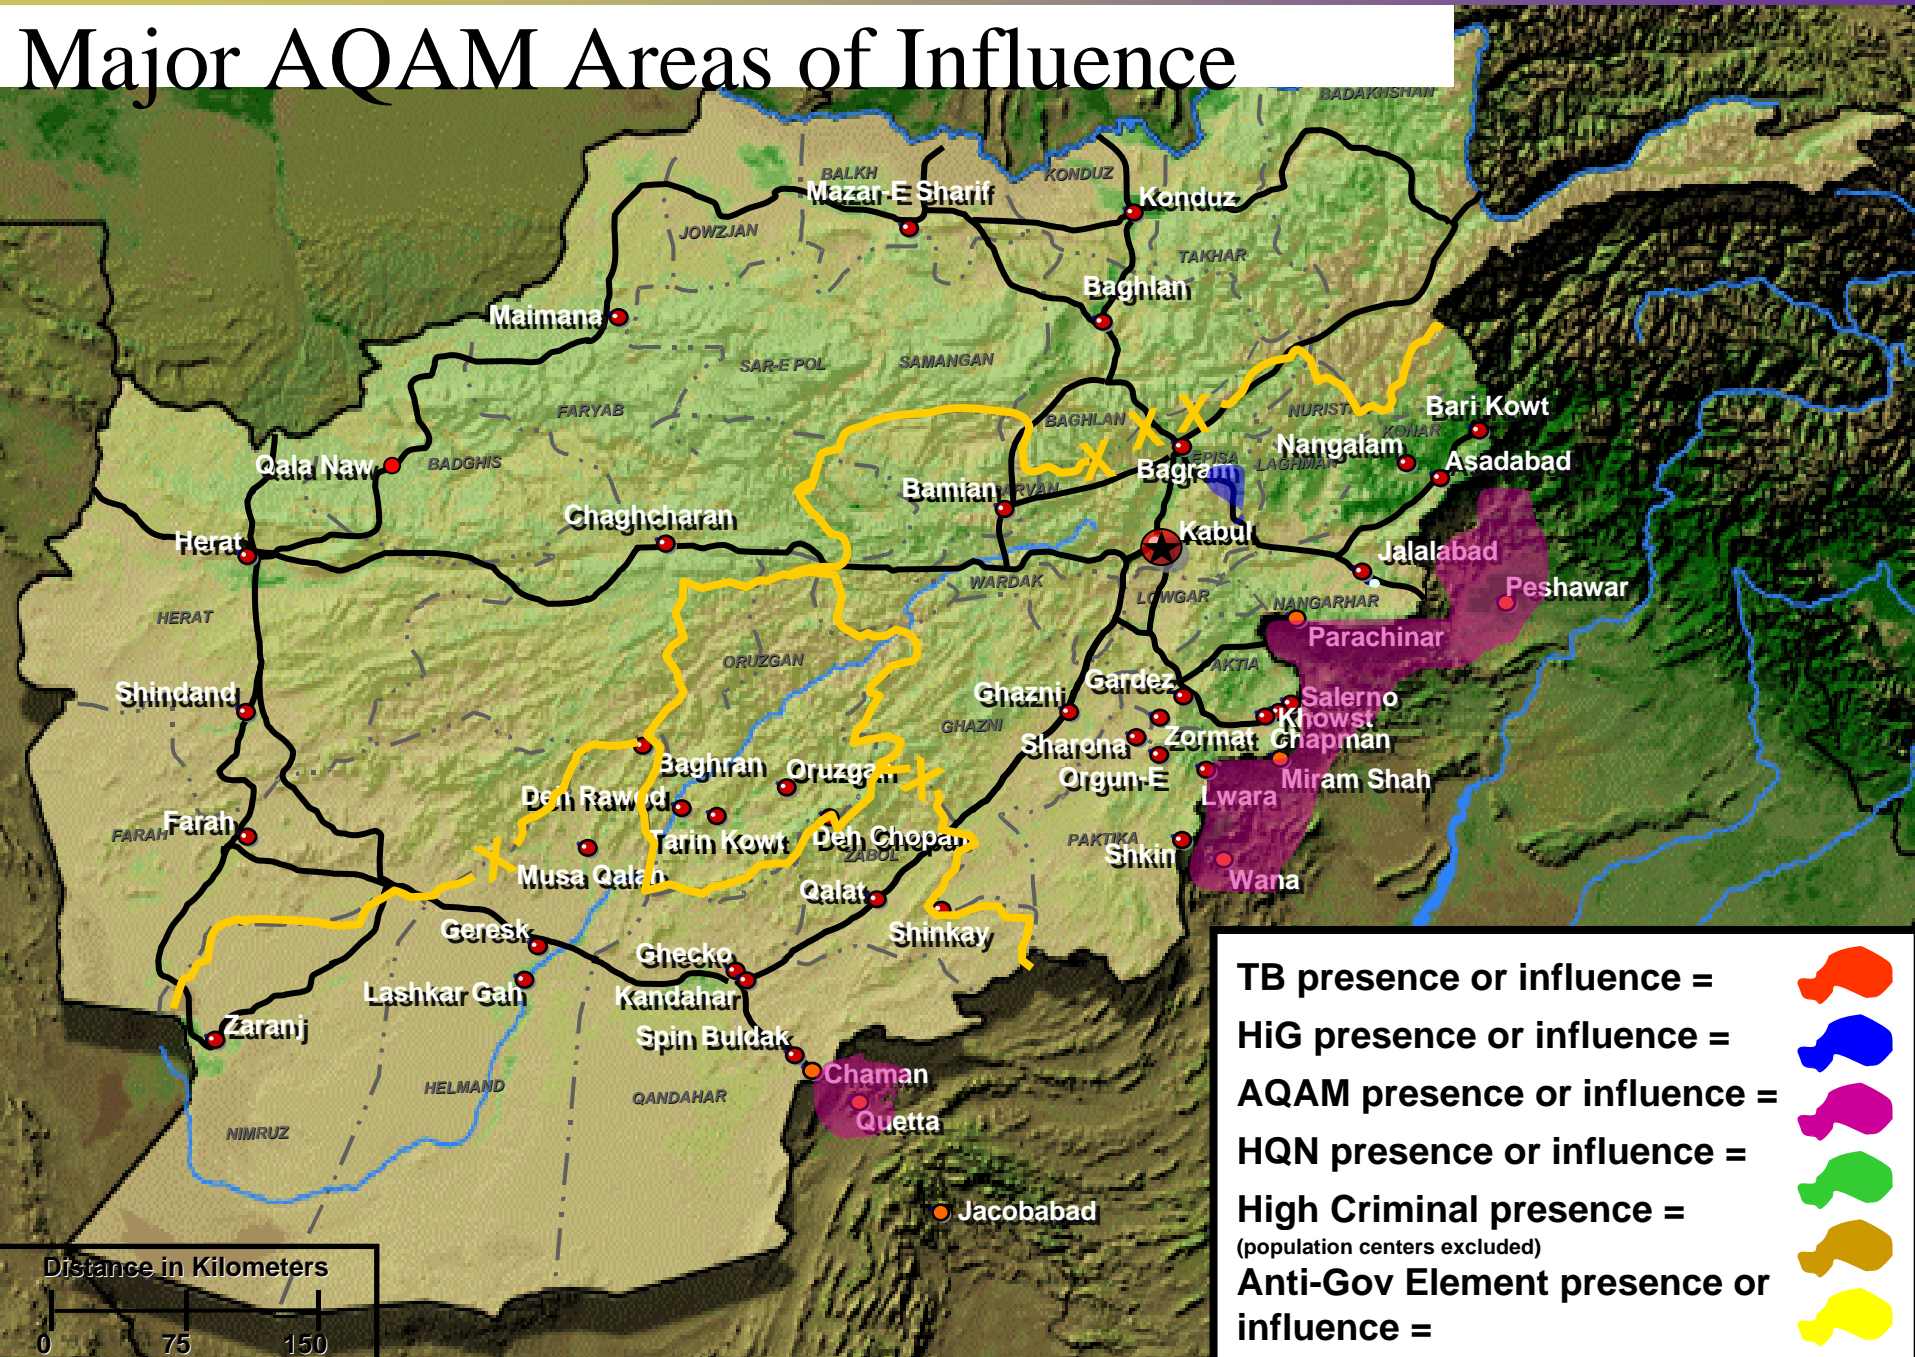 Major AQAM Areas of Influence
BADAKHSHAN
BALKH
KONDUZ
Mazar-E Sharif
Konduz
JOWZJAN
TAKHAR
Baghlan
Maimana
SAR-E POL
SAMANGAN
FARYAB
BAGHLAN
NURIST
Bari Kowt
KONAR
Nangalam
Asadabad
Qala Naw
BADGHIS
EPISA
LAGHMAN
Bagram
Bamian
ARVAN
Chaghcharan
Kabul
Herat
Jalalabad
WARDAK
Peshawar
LOWGAR
NANGARHAR
HERAT
Parachinar
ORUZGAN
AKTIA
Gardez
Shindand
Ghazni
Salerno
Khowst
GHAZNI
Zormat
Chapman
Sharona
Baghran
Oruzgan
Orgun-E
Miram Shah
Deh Rawod
Lwara
Farah
FARAH
Tarin Kowt
Deh Chopan
PAKTIKA
ZABOL
Shkin
Musa Qalah
Wana
Qalat
Geresk
Shinkay
Ghecko
Lashkar Gah
Kandahar
Zaranj
Spin Buldak
Chaman
HELMAND
QANDAHAR
Quetta
NIMRUZ
Jacobabad
Distance in Kilometers
0 75 150
TB presence or influence =
HiG presence or influence =
AQAM presence or influence =
HQN presence or influence =
High Criminal presence =
(population centers excluded)
Anti-Gov Element presence or
influence =